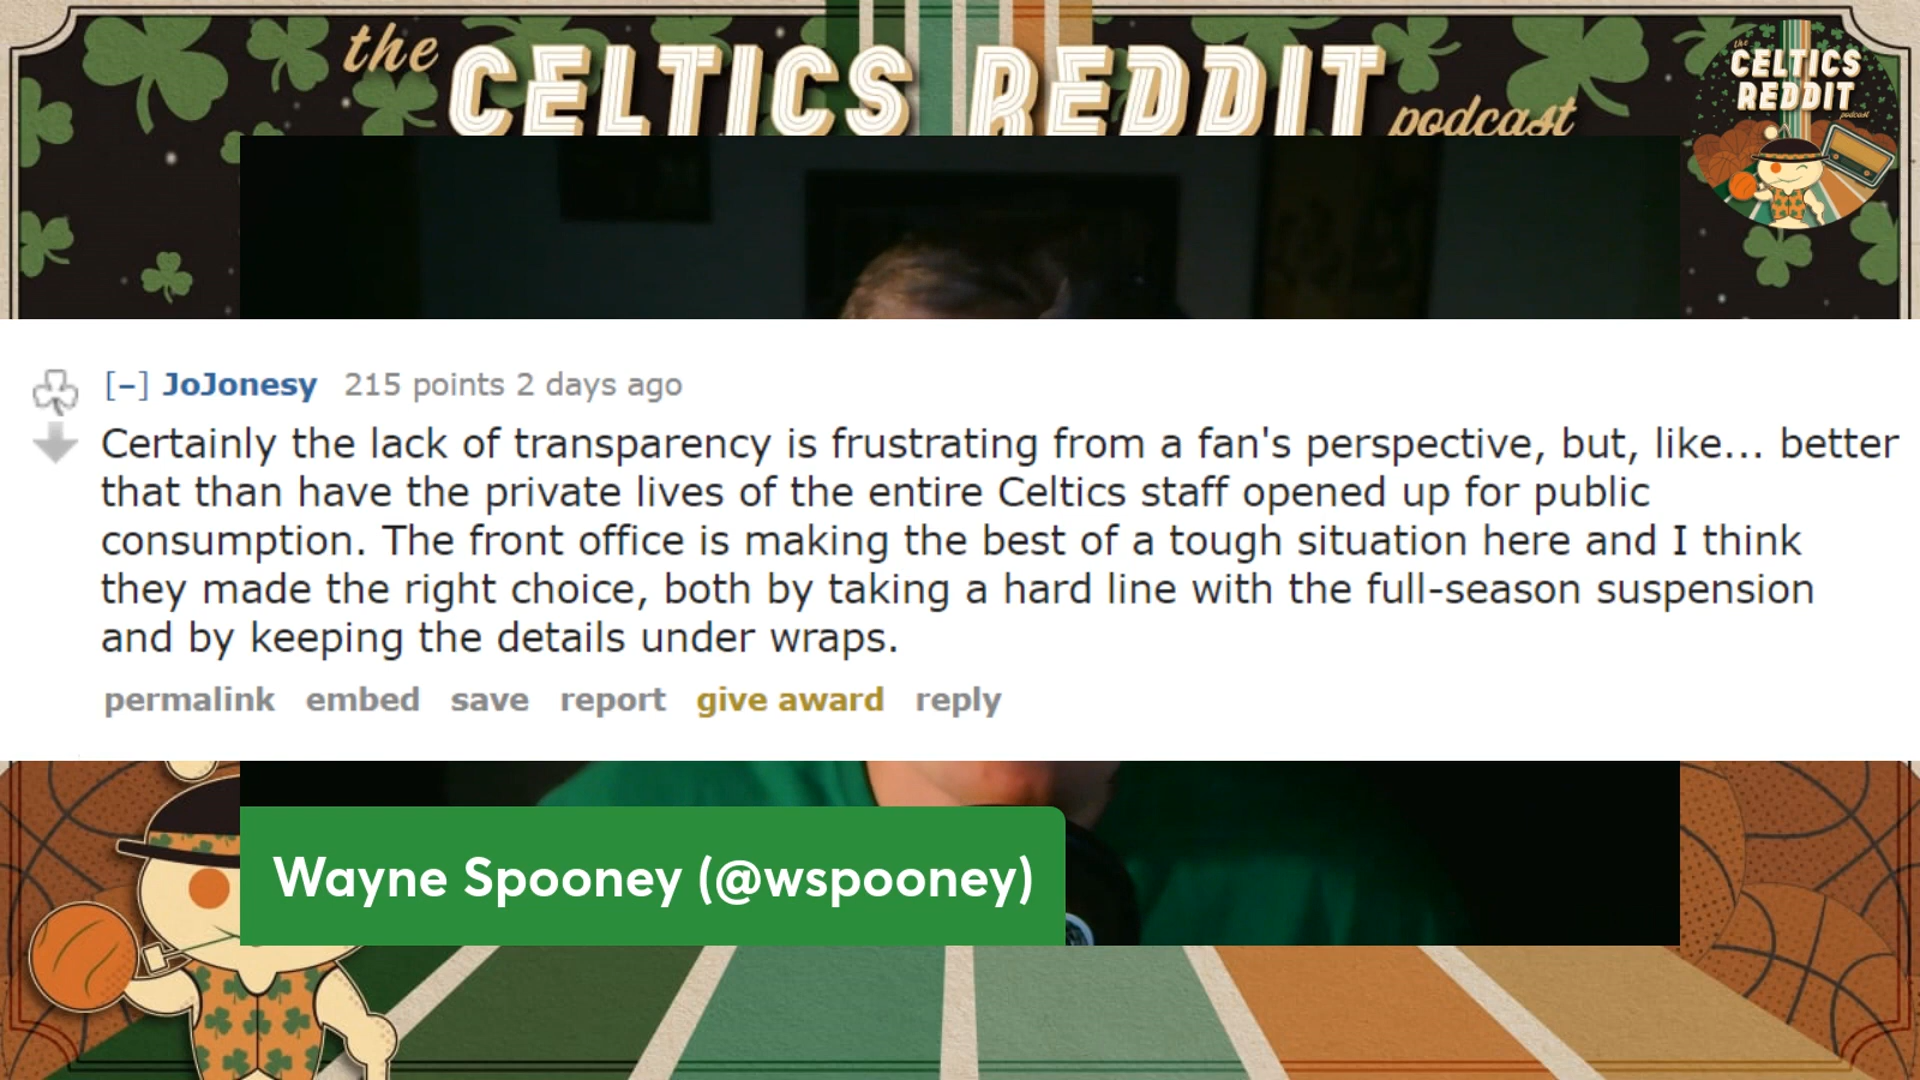 the CELTICS REDDIT podcast
the
CELTICS
REDDIT
podcast
[–] JoJonesy 215 points 2 days ago
Certainly the lack of transparency is frustrating from a fan's perspective, but, like... better
that than have the private lives of the entire Celtics staff opened up for public
consumption. The front office is making the best of a tough situation here and I think
they made the right choice, both by taking a hard line with the full-season suspension
and by keeping the details under wraps.
permalink embed save report give award reply
Wayne Spooney (@wspooney)